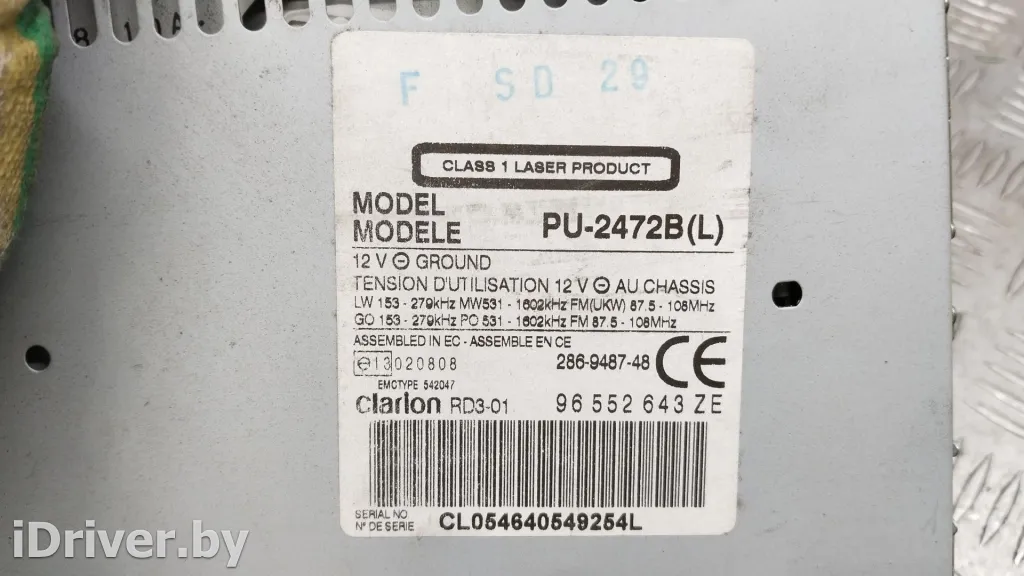 F SD 29
CLASS 1 LASER PRODUCT
MODEL
MODELE PU-2472B(L)
12 V ⊖ GROUND
TENSION D'UTILISATION 12 V ⊖ AU CHASSIS
LW 153 - 279kHz MW531 - 1602kHz FM(UKW) 87.5 - 108MHz
GO 153 - 279kHz PO 531 - 1602kHz FM 87.5 - 108MHz
ASSEMBLED IN EC - ASSEMBLE EN CE
e13 020808 286-9487-48 CE
EMCTYPE 542047
clarion RD3-01 96 552 643 ZE
SERIAL NO.
N° DE SERIE CL054640549254L
iDriver.by